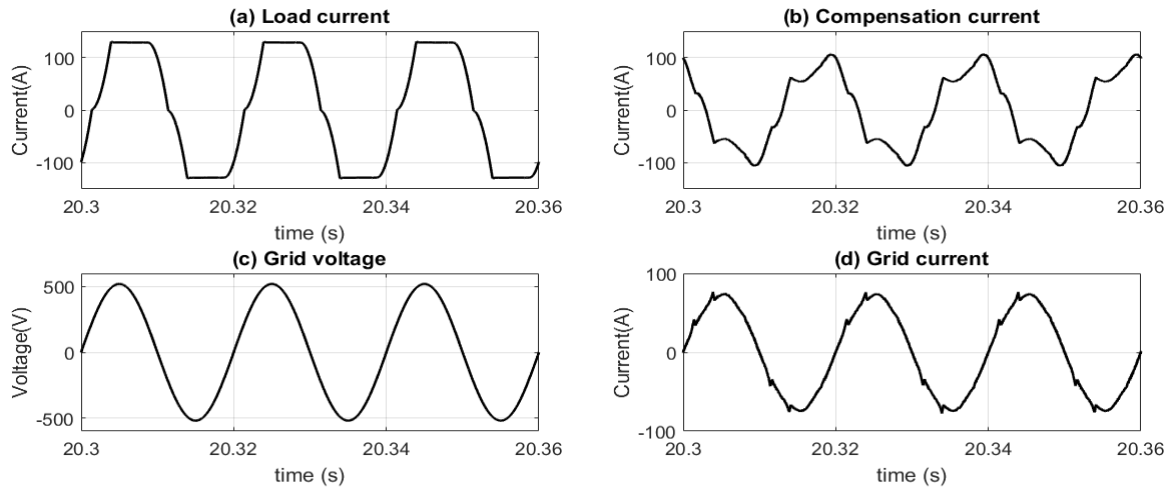 (a) Load current
Current(A)
100
0
-100
20.3 20.32 20.34 20.36
time (s)
(b) Compensation current
Current(A)
100
0
-100
20.3 20.32 20.34 20.36
time (s)
(c) Grid voltage
Voltage(V)
500
0
-500
20.3 20.32 20.34 20.36
time (s)
(d) Grid current
Current(A)
100
0
-100
20.3 20.32 20.34 20.36
time (s)